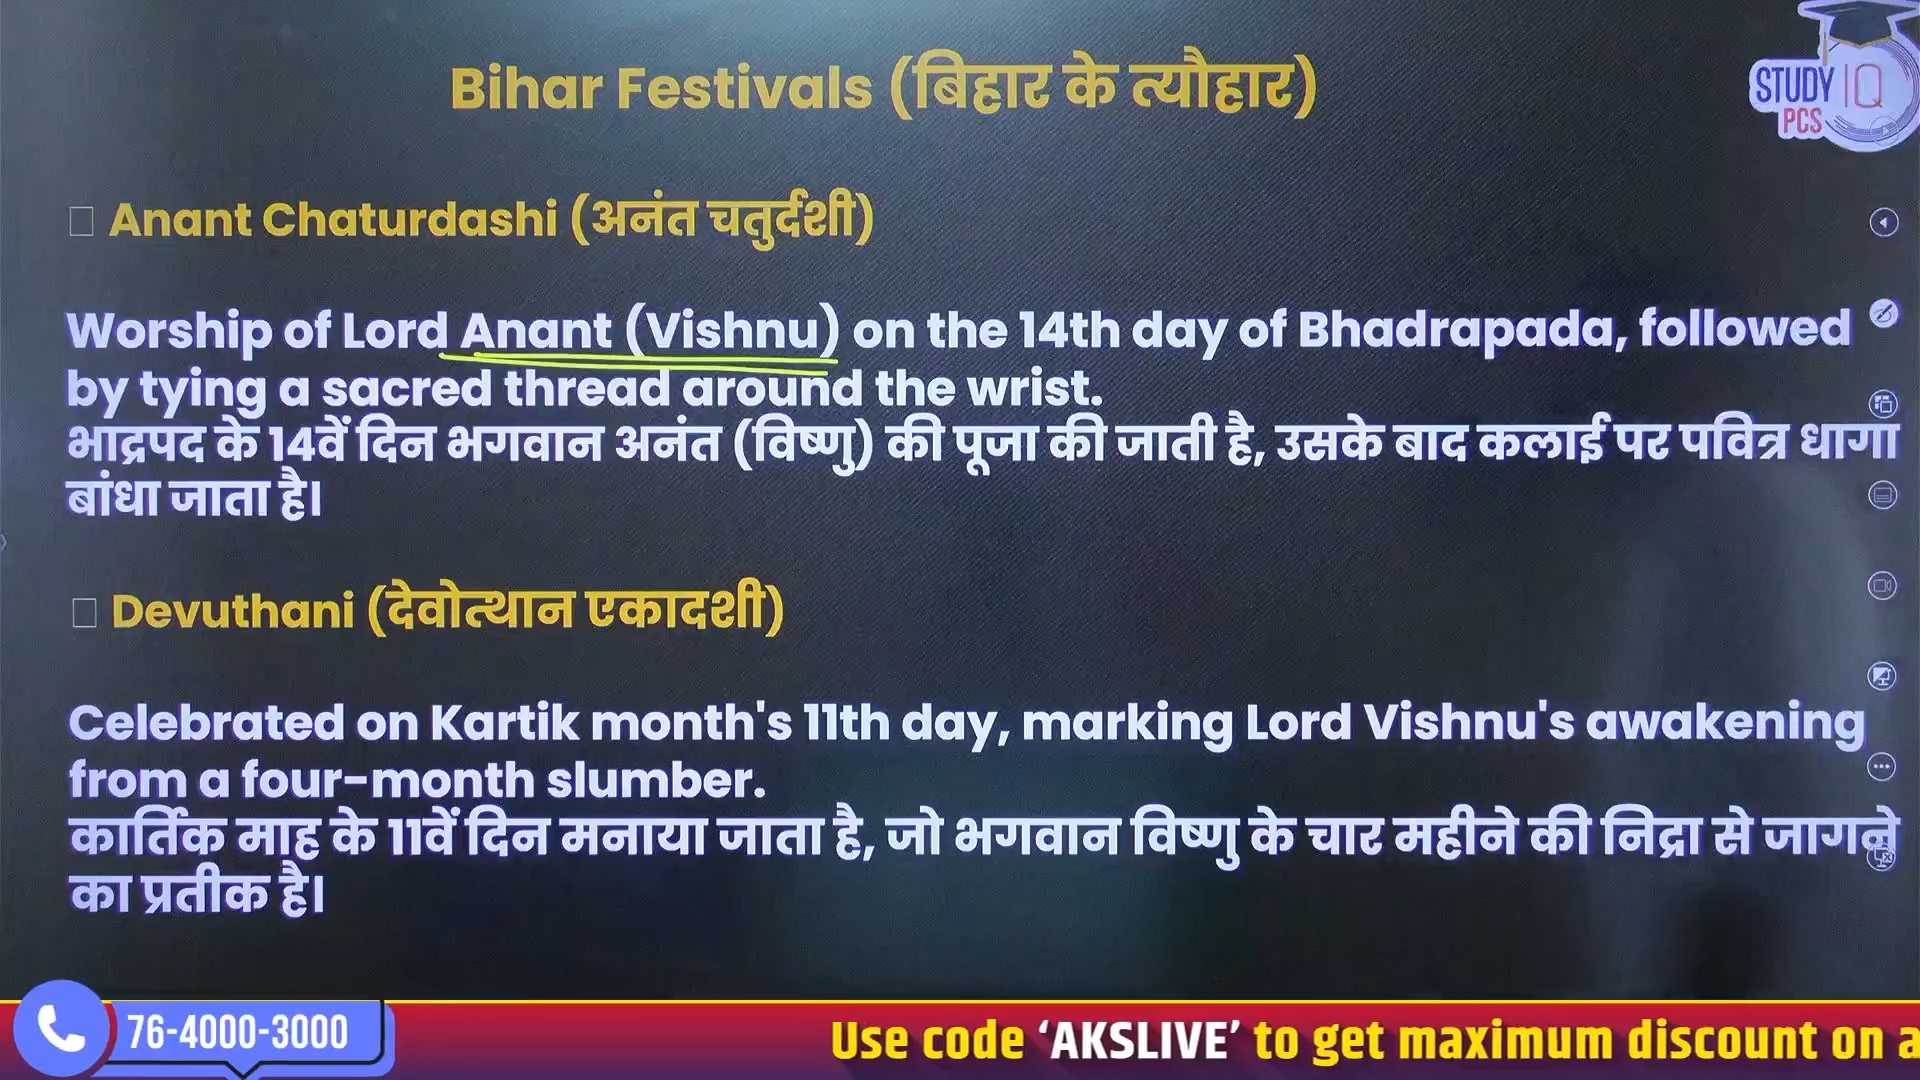 Bihar Festivals (बिहार के त्यौहार)
STUDY IQ
PCS
Anant Chaturdashi (अनंत चतुर्दशी)
Worship of Lord Anant (Vishnu) on the 14th day of Bhadrapada, followed
by tying a sacred thread around the wrist.
भाद्रपद के 14वें दिन भगवान अनंत (विष्णु) की पूजा की जाती है, उसके बाद कलाई पर पवित्र धागा
बांधा जाता है।
Devuthani (देवोत्थान एकादशी)
Celebrated on Kartik month's 11th day, marking Lord Vishnu's awakening
from a four-month slumber.
कार्तिक माह के 11वें दिन मनाया जाता है, जो भगवान विष्णु के चार महीने की निद्रा से जागने
का प्रतीक है।
76-4000-3000
Use code ‘AKSLIVE’ to get maximum discount on a